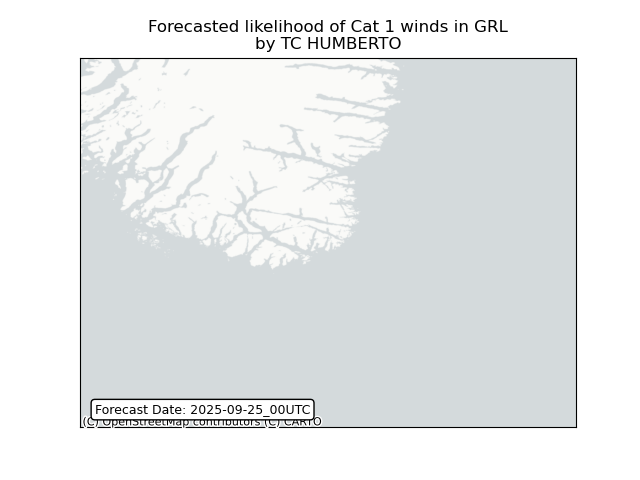 Forecasted likelihood of Cat 1 winds in GRL
by TC HUMBERTO
Forecast Date: 2025-09-25_00UTC
(C) OpenStreetMap contributors (C) CARTO